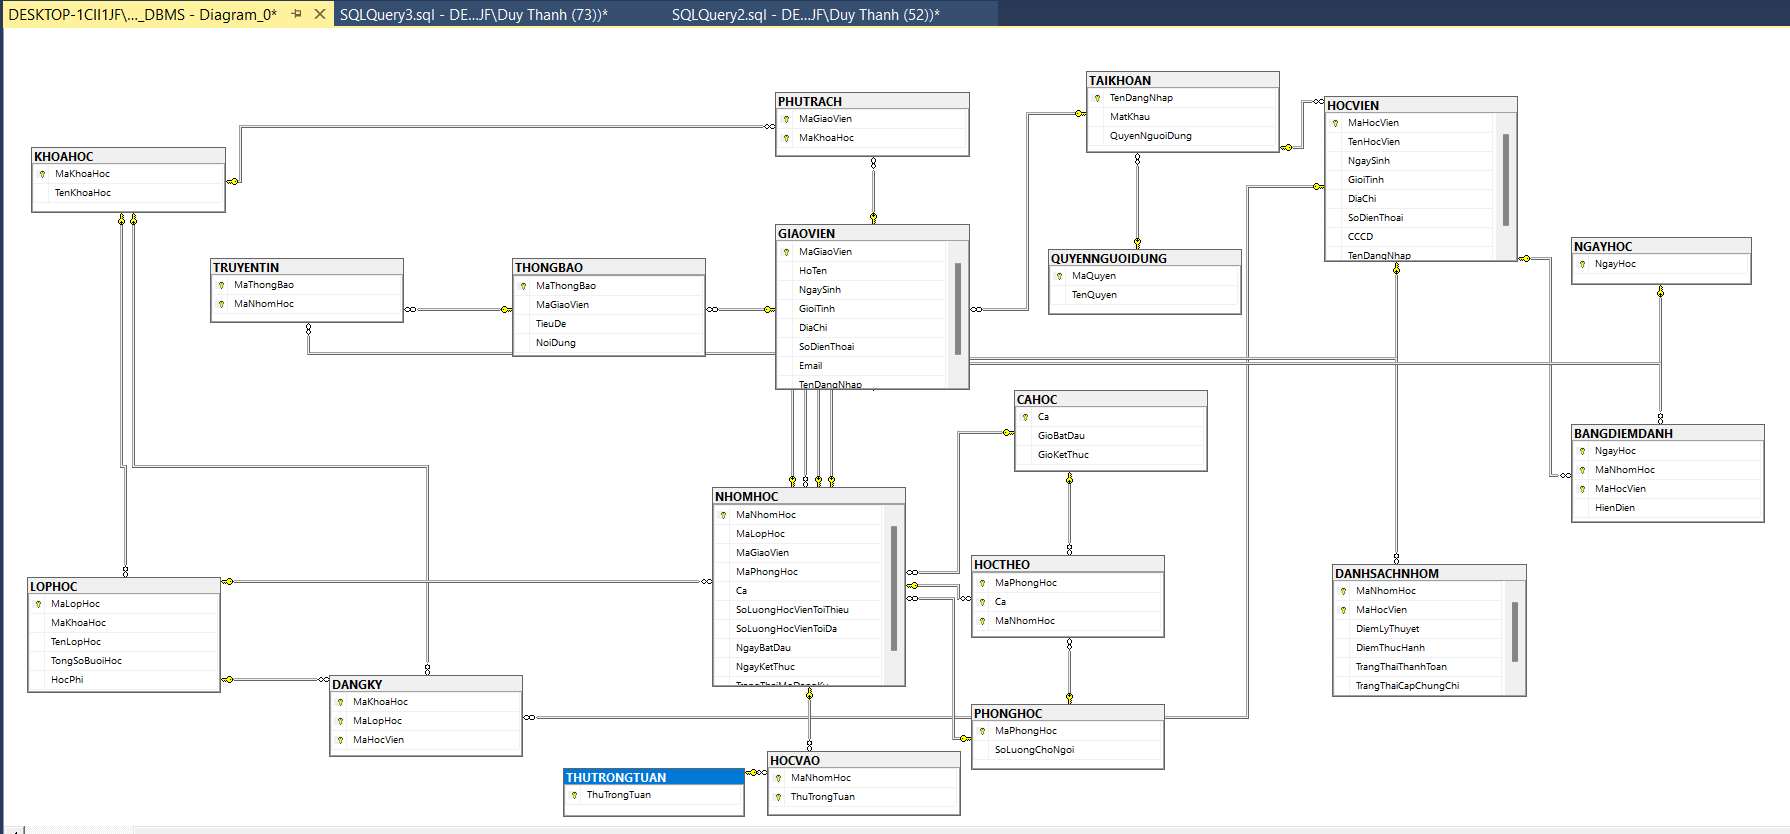 DESKTOP-1CII1JF\..._DBMS - Diagram_0*
SQLQuery3.sql - DE...JF\Duy Thanh (73))*
SQLQuery2.sql - DE...JF\Duy Thanh (52))*
TAIKHOAN
TenDangNhap
MatKhau
QuyenNguoiDung
PHUTRACH
MaGiaoVien
MaKhoaHoc
HOCVIEN
MaHocVien
TenHocVien
NgaySinh
GioiTinh
DiaChi
SoDienThoai
CCCD
TenDangNhap
KHOAHOC
MaKhoaHoc
TenKhoaHoc
GIAOVIEN
MaGiaoVien
HoTen
NgaySinh
GioiTinh
DiaChi
SoDienThoai
Email
TenDangNhap
NGAYHOC
NgayHoc
QUYENNGUOIDUNG
MaQuyen
TenQuyen
TRUYENTIN
MaThongBao
MaNhomHoc
THONGBAO
MaThongBao
MaGiaoVien
TieuDe
NoiDung
CAHOC
Ca
GioBatDau
GioKetThuc
BANGDIEMDANH
NgayHoc
MaNhomHoc
MaHocVien
HienDien
NHOMHOC
MaNhomHoc
MaLopHoc
MaGiaoVien
MaPhongHoc
Ca
SoLuongHocVienToiThieu
SoLuongHocVienToiDa
NgayBatDau
NgayKetThuc
TrangThaiMoDangKy
HOCTHEO
MaPhongHoc
Ca
MaNhomHoc
DANHSACHNHOM
MaNhomHoc
MaHocVien
DiemLyThuyet
DiemThucHanh
TrangThaiThanhToan
TrangThaiCapChungChi
LOPHOC
MaLopHoc
MaKhoaHoc
TenLopHoc
TongSoBuoiHoc
HocPhi
DANGKY
MaKhoaHoc
MaLopHoc
MaHocVien
PHONGHOC
MaPhongHoc
SoLuongChoNgoi
HOCVAO
MaNhomHoc
ThuTrongTuan
THUTRONGTUAN
ThuTrongTuan